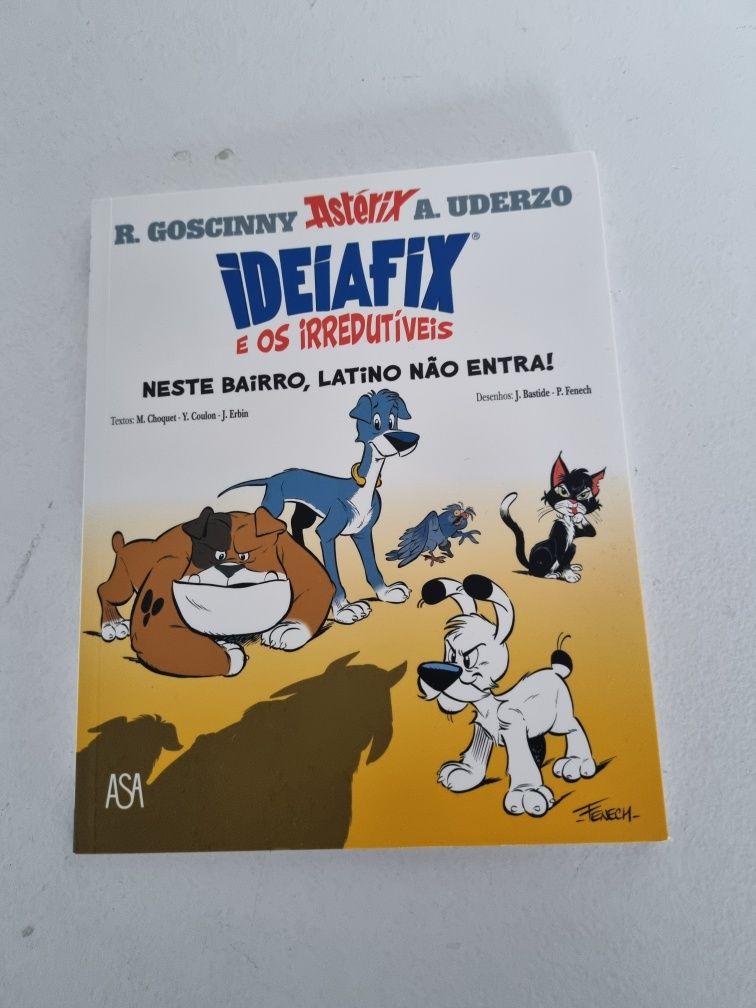 R. GOSCINNY Astérix A. UDERZO
iDEiAFiX®
E OS iRREDUTÍVEiS
NESTE BAiRRO, LATiNO NÃO ENTRA!
Textos: M. Choquet - Y. Coulon - J. Erbin
Desenhos: J. Bastide - P. Fenech
ASA
-FENECH-